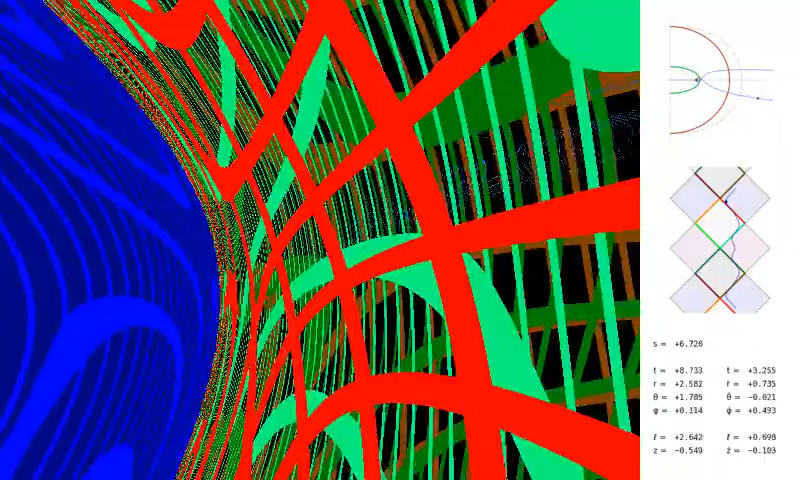 s = +6.720
t = +8.733 ṫ = +3.255
r = +2.582 ṙ = +0.735
θ = +1.785 θ̇ = −0.021
φ = +0.114 φ̇ = +0.493
ℓ = +2.642 ℓ̇ = +0.698
z = −0.549 ż = −0.103